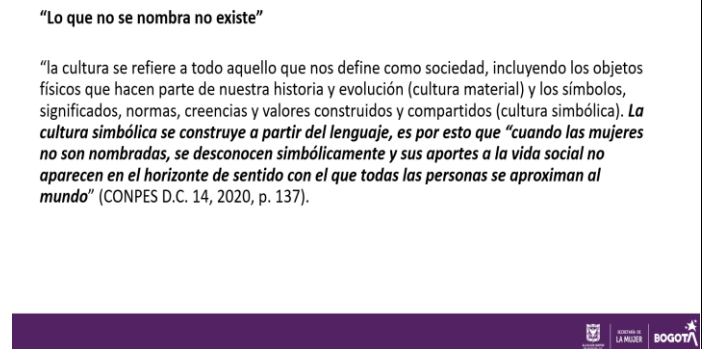 “Lo que no se nombra no existe”
“la cultura se refiere a todo aquello que nos define como sociedad, incluyendo los objetos
físicos que hacen parte de nuestra historia y evolución (cultura material) y los símbolos,
significados, normas, creencias y valores construidos y compartidos (cultura simbólica). La
cultura simbólica se construye a partir del lenguaje, es por esto que “cuando las mujeres
no son nombradas, se desconocen simbólicamente y sus aportes a la vida social no
aparecen en el horizonte de sentido con el que todas las personas se aproximan al
mundo” (CONPES D.C. 14, 2020, p. 137).
SECRETARÍA DE
LA MUJER
BOGOTÁ